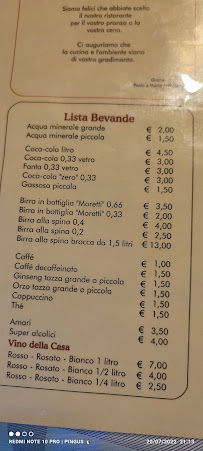 Siamo felici che abbiate scelto
il nostro ristorante
per il vostro pranzo o la
vostra cena.
Ci auguriamo che
la cucina e l'ambiente siano
di vostro gradimento.
Grazie
Lista Bevande
Acqua minerale grande € 2,00
Acqua minerale piccola € 1,50
Coca-cola litro € 4,50
Coca-cola 0,33 vetro € 3,00
Fanta 0,33 vetro € 3,00
Coca-cola "zero" 0,33 € 3,00
Gassosa piccola € 1,50
Birra in bottiglia "Moretti" 0,66 € 3,50
Birra in bottiglia "Moretti" 0,33 € 2,00
Birra alla spina 0,4 € 4,00
Birra alla spina 0,2 € 2,50
Birra alla spina brocca da 1,5 litri € 13,00
Caffé € 1,00
Caffé decaffeinato € 1,50
Ginseng tazza grande o piccola € 1,50
Orzo tazza grande o piccola € 1,50
Cappuccino € 1,50
Thé € 1,50
Amari € 3,50
Super alcolici € 4,00
Vino della Casa
Rosso - Rosato - Bianco 1 litro € 7,00
Rosso - Rosato - Bianco 1/2 litro € 4,00
Rosso - Rosato - Bianco 1/4 litro € 2,50
REDMI NOTE 10 PRO | PINGUS